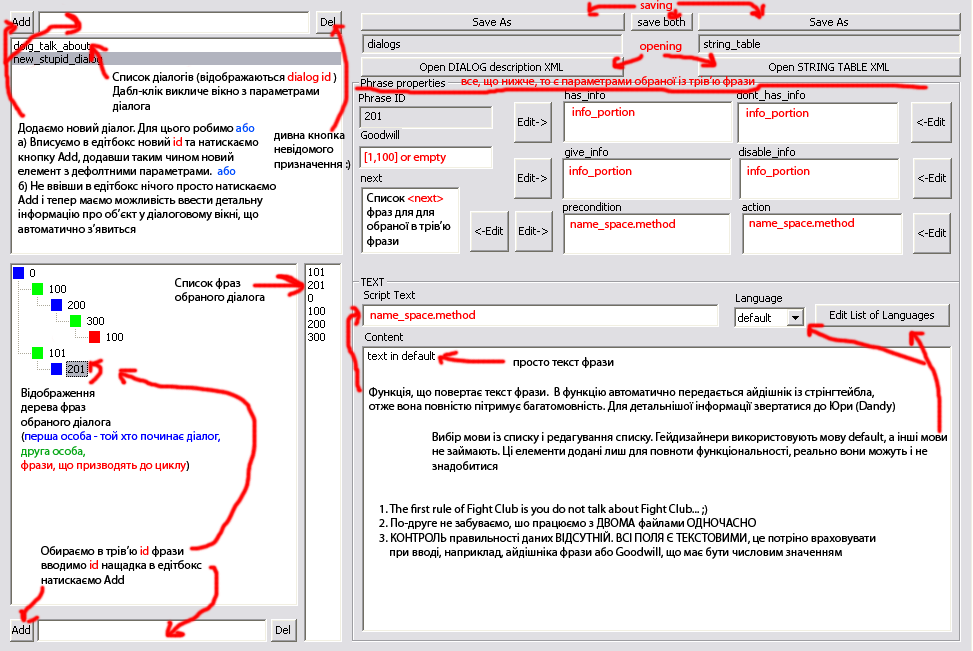 Add
Del
dalg_talk_about
new_stupid_dialog
Список діалогів (відображаються dialog id )
Дабл-клік викличе вікно з параметрами
діалога
Додаємо новий діалог. Для цього робимо або
а) Вписуємо в едітбокс новий id та натискаємо
кнопку Add, додавши таким чином новий
елемент з дефолтними параметрами. або
б) Не ввівши в едітбокс нічого просто натискаємо
Add і тепер маємо можливість ввести детальну
інформацію про об’єкт у діалоговому вікні, що
автоматично з’явиться
дивна кнопка
невідомого
призначення :)
saving
Save As
save both
Save As
dialogs
opening
string_table
Open DIALOG description XML
Open STRING TABLE XML
все, що нижче, то є параметрами обраної із трів’ю фрази
Phrase properties
Phrase ID
201
Goodwill
[1,100] or empty
next
Список <next>
фраз для для
обраної в трів’ю
фрази
<-Edit
Edit->
has_info
info_portion
Edit->
dont_has_info
info_portion
<-Edit
give_info
info_portion
Edit->
disable_info
info_portion
<-Edit
precondition
name_space.method
action
name_space.method
<-Edit
0
100
200
300
100
101
201
Список фраз
обраного діалога
101
201
0
100
200
300
Відображення
дерева фраз
обраного діалога
(перша особа - той хто починає діалог,
друга особа,
фрази, що призводять до циклу)
Обираємо в трів’ю id фрази
вводимо id нащадка в едітбокс
натискаємо Add
Add
Del
TEXT
Script Text
name_space.method
Language
default
Edit List of Languages
Content
text in default
просто текст фрази
Функція, що повертає текст фрази. В функцію автоматично передається айдішнік із стрінгтейбла,
отже вона повністю пітримує багатомовність. Для детальнішої інформації звертатися до Юри (Dandy)
Вибір мови із списку і редагування списку. Гейдизайнери використовують мову default, а інші мови
не займають. Ці елементи додані лиш для повноти функціональності, реально вони можуть і не
знадобитися
1. The first rule of Fight Club is you do not talk about Fight Club... ;)
2. По-друге не забуваємо, шо працюємо з ДВОМА файлами ОДНОЧАСНО
3. КОНТРОЛЬ правильності даних ВІДСУТНІЙ. ВСІ ПОЛЯ Є ТЕКСТОВИМИ, це потріно враховувати
при вводі, наприклад, айдішніка фрази або Goodwill, що має бути числовим значенням